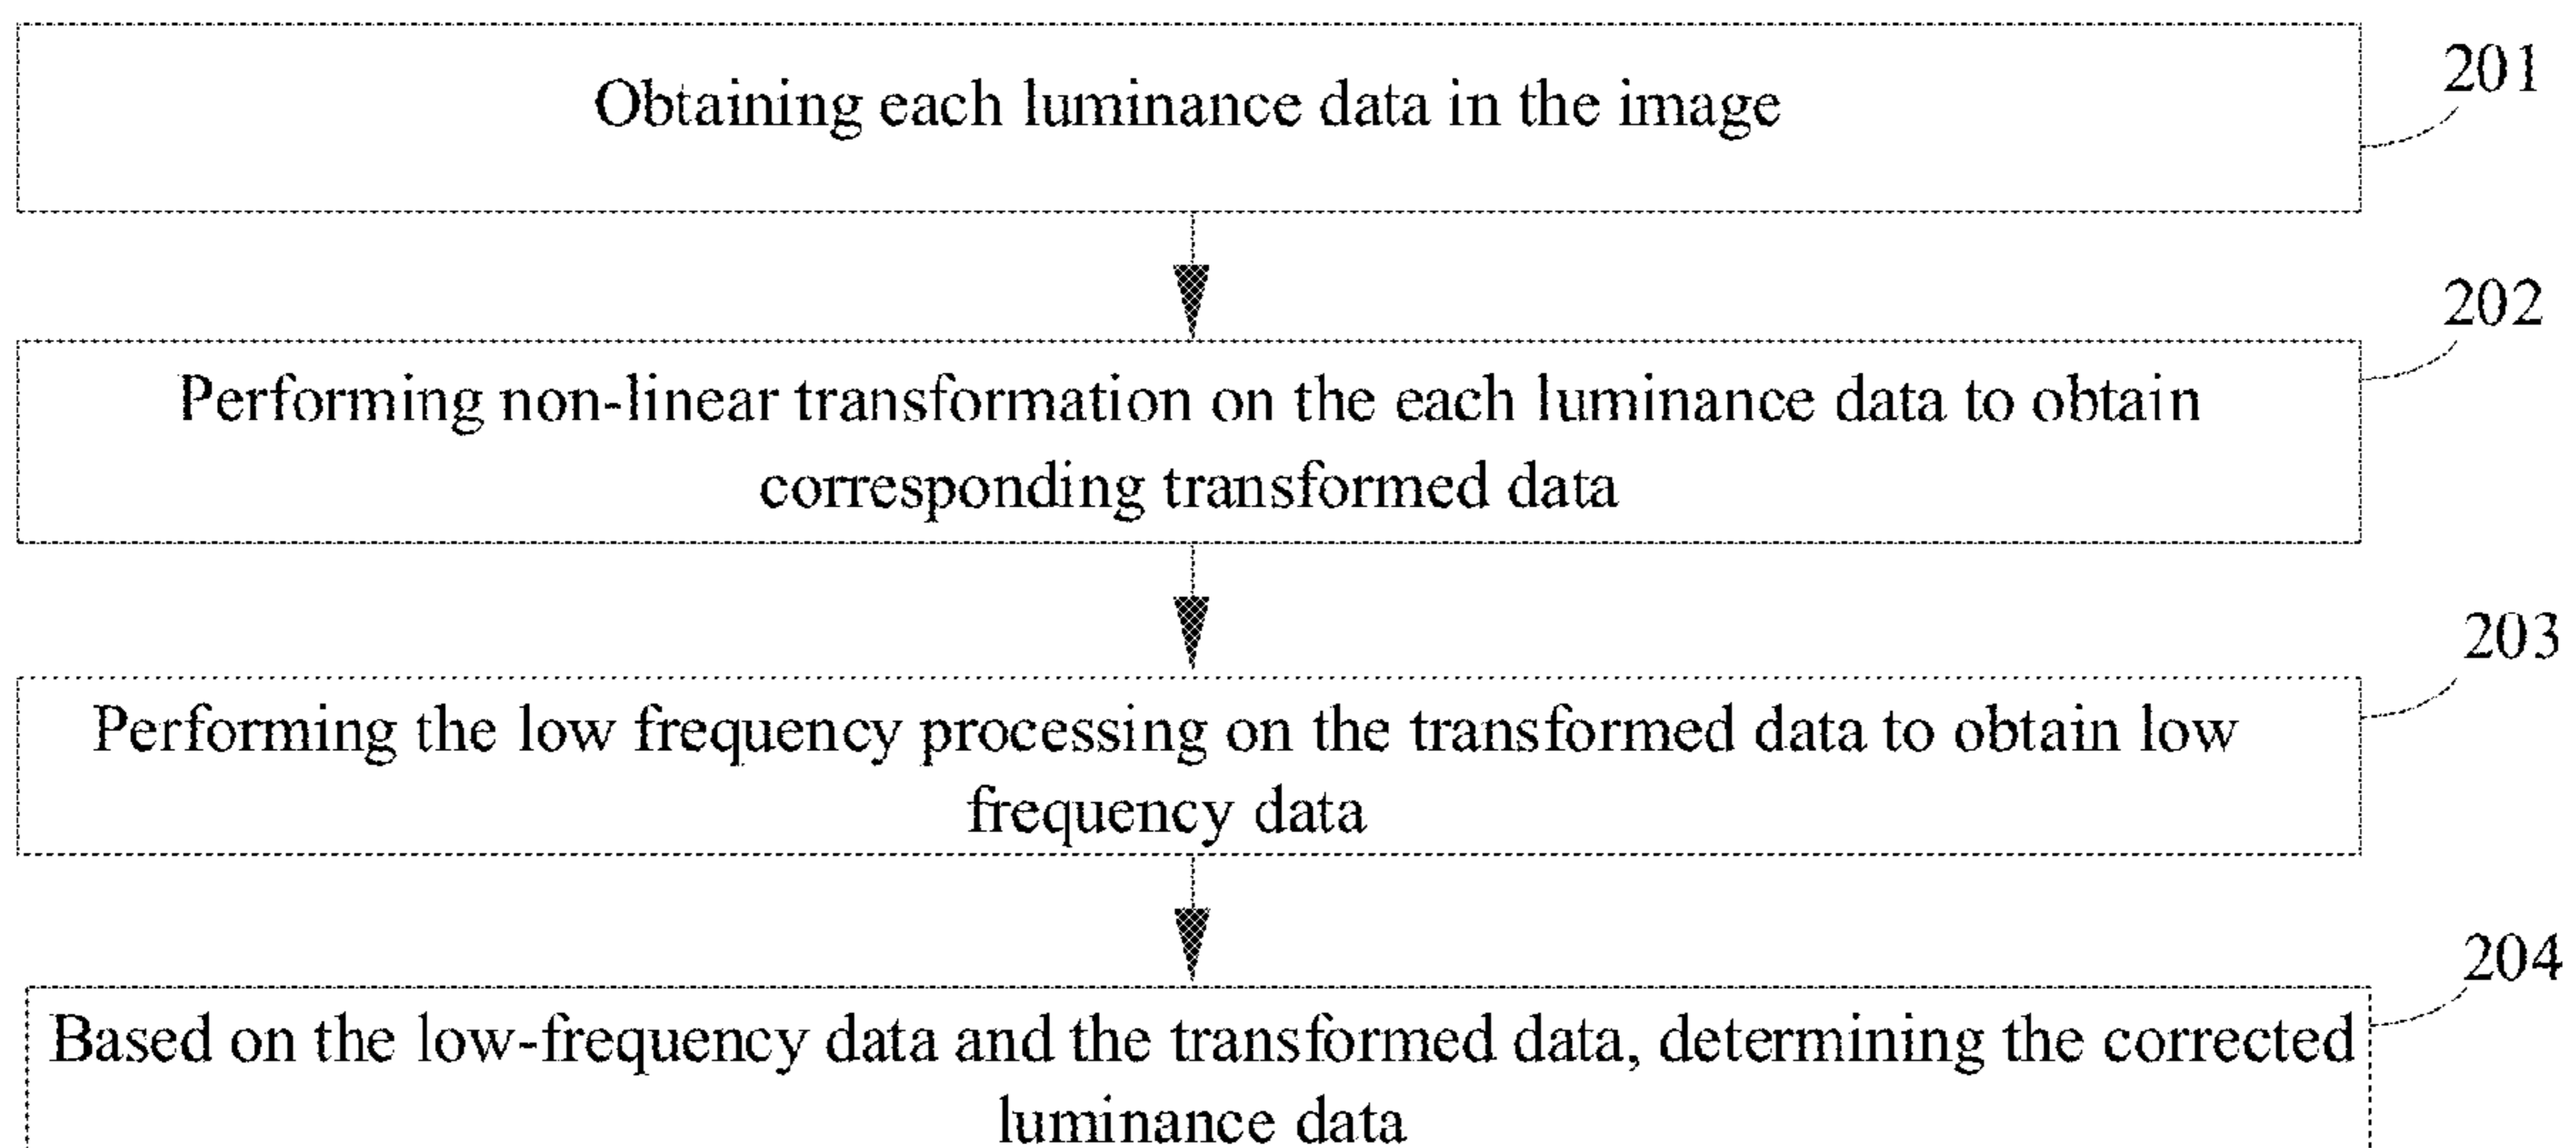 Obtaining each luminance data in the image
201
202
Performing non-linear transformation on the each luminance data to obtain
corresponding transformed data
203
Performing the low frequency processing on the transformed data to obtain low
frequency data
204
Based on the low-frequency data and the transformed data, determining the corrected
luminance data